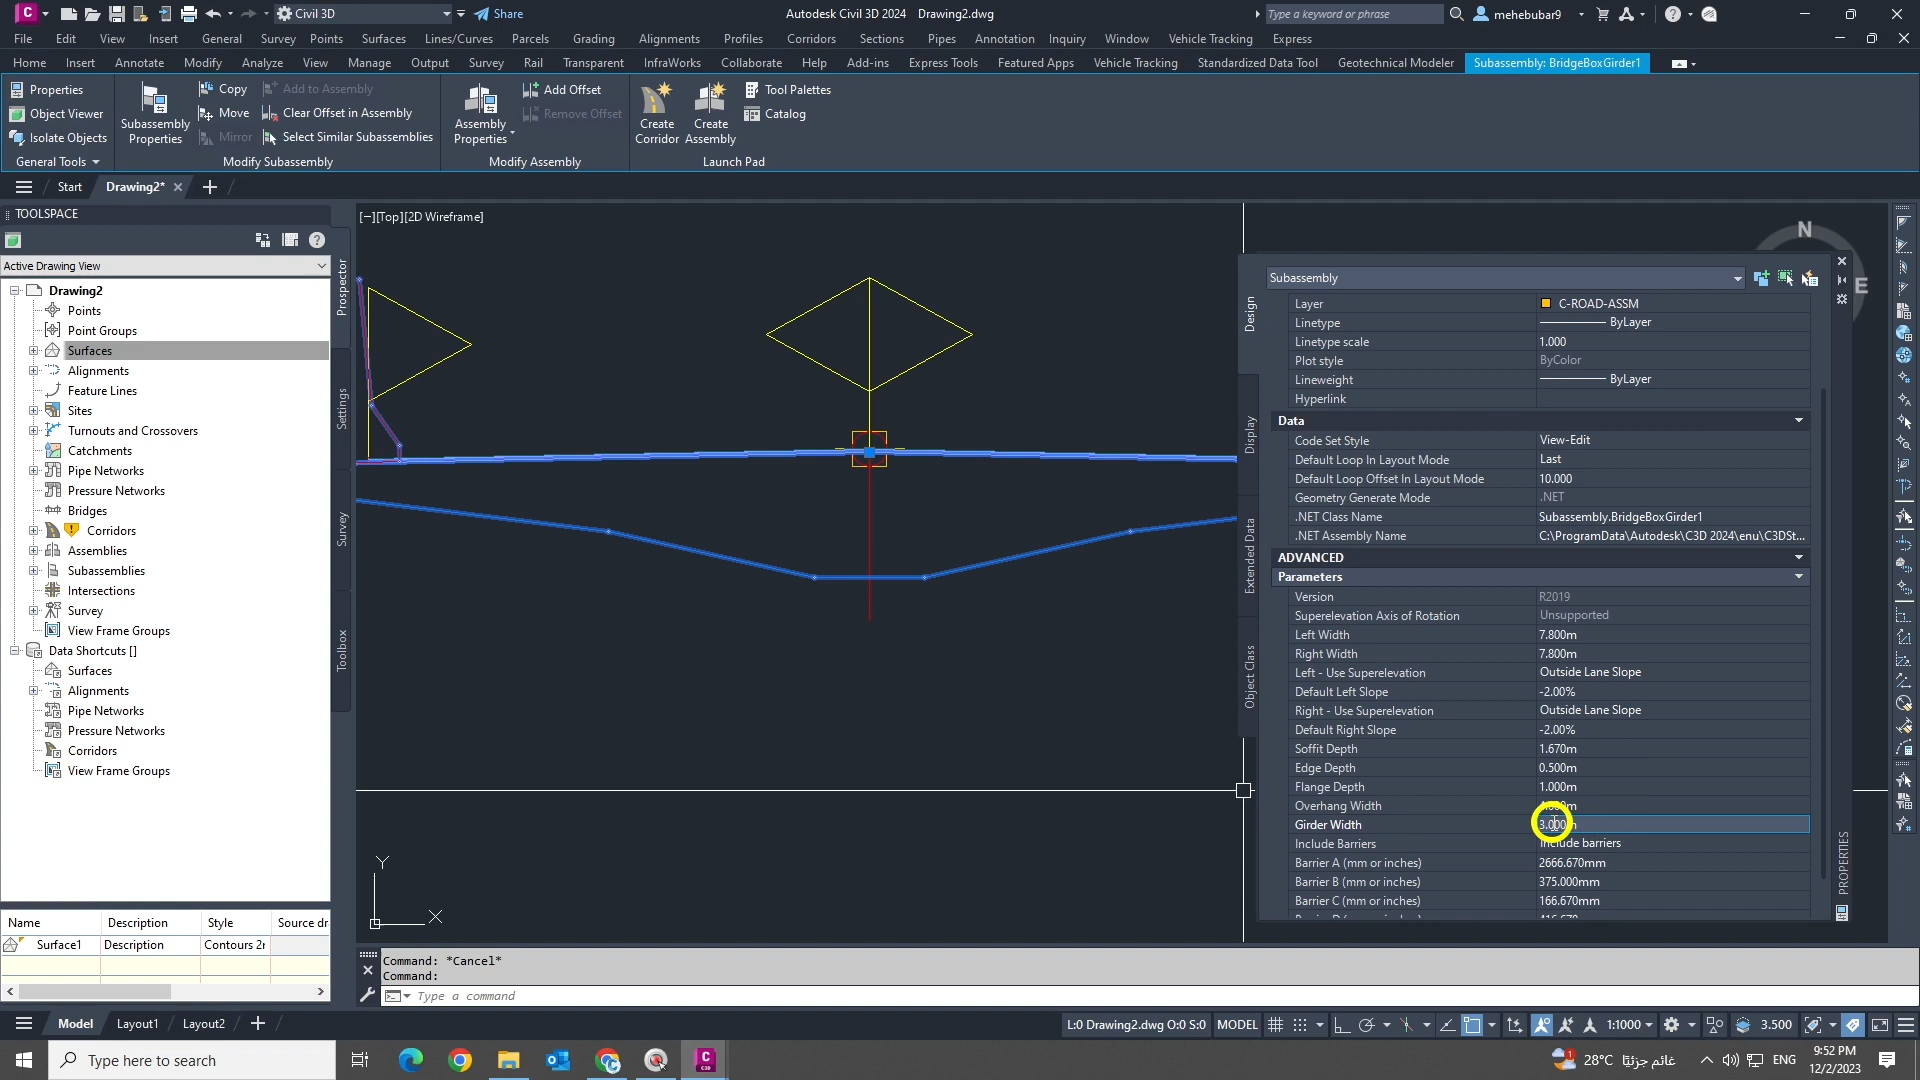 Civil 3D
Share
Autodesk Civil 3D 2024 Drawing2.dwg
Type a keyword or phrase
mehebubar9
File Edit View Insert General Survey Points Surfaces Lines/Curves Parcels Grading Alignments Profiles Corridors Sections Pipes Annotation Inquiry Window Vehicle Tracking Express
Home Insert Annotate Modify Analyze View Manage Output Survey Rail Transparent InfraWorks Collaborate Help Add-ins Express Tools Featured Apps Vehicle Tracking Standardized Data Tool Geotechnical Modeler Subassembly: BridgeBoxGirder1
Properties
Object Viewer
Isolate Objects
General Tools
Subassembly Properties
Copy
Move
Mirror
Add to Assembly
Clear Offset in Assembly
Select Similar Subassemblies
Modify Subassembly
Assembly Properties
Add Offset
Remove Offset
Modify Assembly
Create Corridor
Create Assembly
Tool Palettes
Catalog
Launch Pad
Start
Drawing2*
TOOLSPACE
Active Drawing View
Drawing2
Points
Point Groups
Surfaces
Alignments
Feature Lines
Sites
Turnouts and Crossovers
Catchments
Pipe Networks
Pressure Networks
Bridges
Corridors
Assemblies
Subassemblies
Intersections
Survey
View Frame Groups
Data Shortcuts []
Surfaces
Alignments
Pipe Networks
Pressure Networks
Corridors
View Frame Groups
Prospector
Settings
Survey
Toolbox
Name Description Style Source dr
Surface1 Description Contours 2r
[−][Top][2D Wireframe]
N
E
Y
X
Subassembly
Design
Display
Extended Data
Object Class
PROPERTIES
Layer C-ROAD-ASSM
Linetype ByLayer
Linetype scale 1.000
Plot style ByColor
Lineweight ByLayer
Hyperlink
Data
Code Set Style View-Edit
Default Loop In Layout Mode Last
Default Loop Offset In Layout Mode 10.000
Geometry Generate Mode .NET
.NET Class Name Subassembly.BridgeBoxGirder1
.NET Assembly Name C:\ProgramData\Autodesk\C3D 2024\enu\C3DSt...
ADVANCED
Parameters
Version R2019
Superelevation Axis of Rotation Unsupported
Left Width 7.800m
Right Width 7.800m
Left - Use Superelevation Outside Lane Slope
Default Left Slope -2.00%
Right - Use Superelevation Outside Lane Slope
Default Right Slope -2.00%
Soffit Depth 1.670m
Edge Depth 0.500m
Flange Depth 1.000m
Overhang Width
Girder Width 3.000m
Include Barriers Include barriers
Barrier A (mm or inches) 2666.670mm
Barrier B (mm or inches) 375.000mm
Barrier C (mm or inches) 166.670mm
Command: *Cancel*
Command:
Type a command
Model Layout1 Layout2
L:0 Drawing2.dwg O:0 S:0 MODEL 1:1000 3.500
Type here to search
28°C غائم جزئيًا
ENG
9:52 PM
12/2/2023